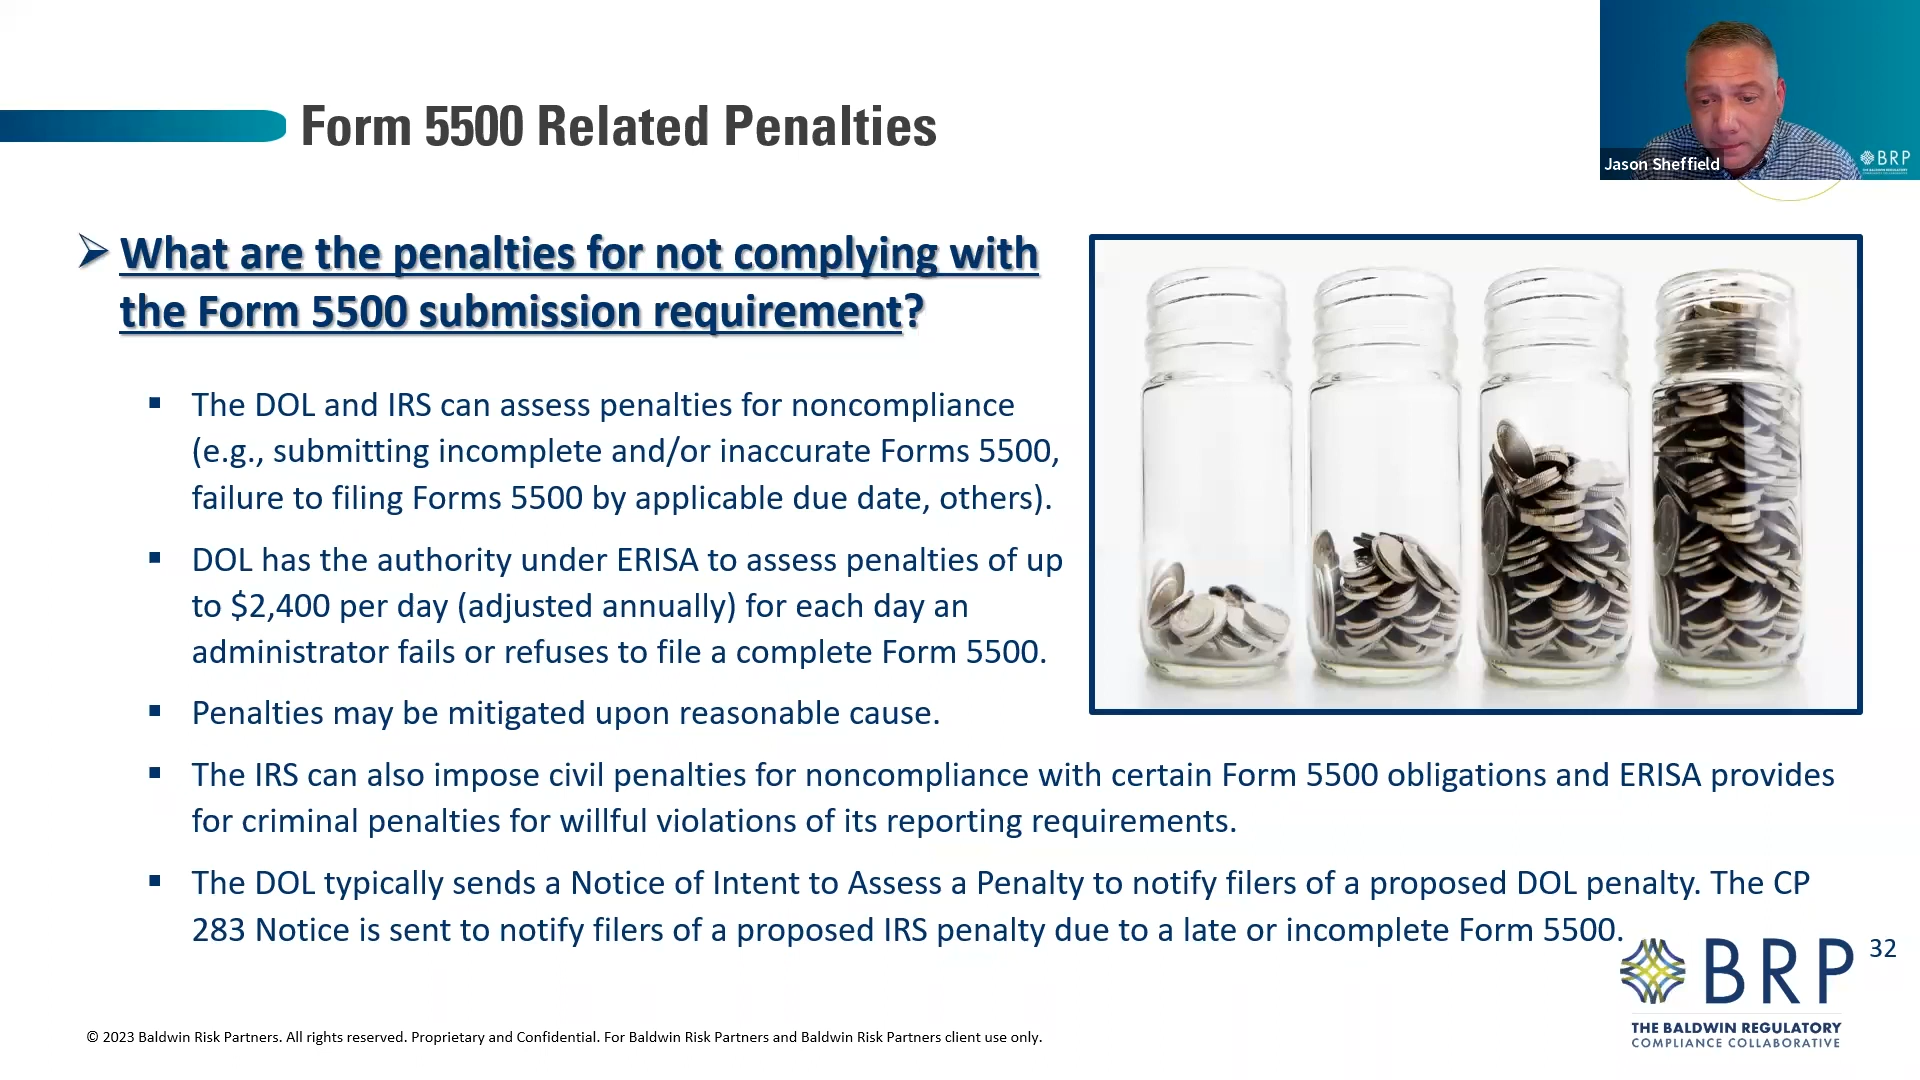 Form 5500 Related Penalties
Jason Sheffield
BRP
What are the penalties for not complying with
the Form 5500 submission requirement?
The DOL and IRS can assess penalties for noncompliance
(e.g., submitting incomplete and/or inaccurate Forms 5500,
failure to filing Forms 5500 by applicable due date, others).
DOL has the authority under ERISA to assess penalties of up
to $2,400 per day (adjusted annually) for each day an
administrator fails or refuses to file a complete Form 5500.
Penalties may be mitigated upon reasonable cause.
The IRS can also impose civil penalties for noncompliance with certain Form 5500 obligations and ERISA provides
for criminal penalties for willful violations of its reporting requirements.
The DOL typically sends a Notice of Intent to Assess a Penalty to notify filers of a proposed DOL penalty. The CP
283 Notice is sent to notify filers of a proposed IRS penalty due to a late or incomplete Form 5500.
32
BRP
THE BALDWIN REGULATORY
COMPLIANCE COLLABORATIVE
© 2023 Baldwin Risk Partners. All rights reserved. Proprietary and Confidential. For Baldwin Risk Partners and Baldwin Risk Partners client use only.